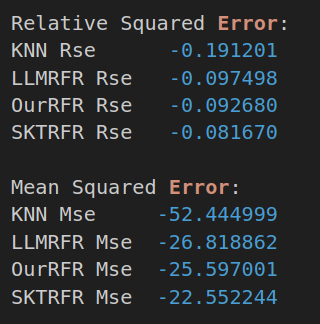 Relative Squared Error:
KNN Rse -0.191201
LLMRFR Rse -0.097498
OurRFR Rse -0.092680
SKTRFR Rse -0.081670
Mean Squared Error:
KNN Mse -52.444999
LLMRFR Mse -26.818862
OurRFR Mse -25.597001
SKTRFR Mse -22.552244